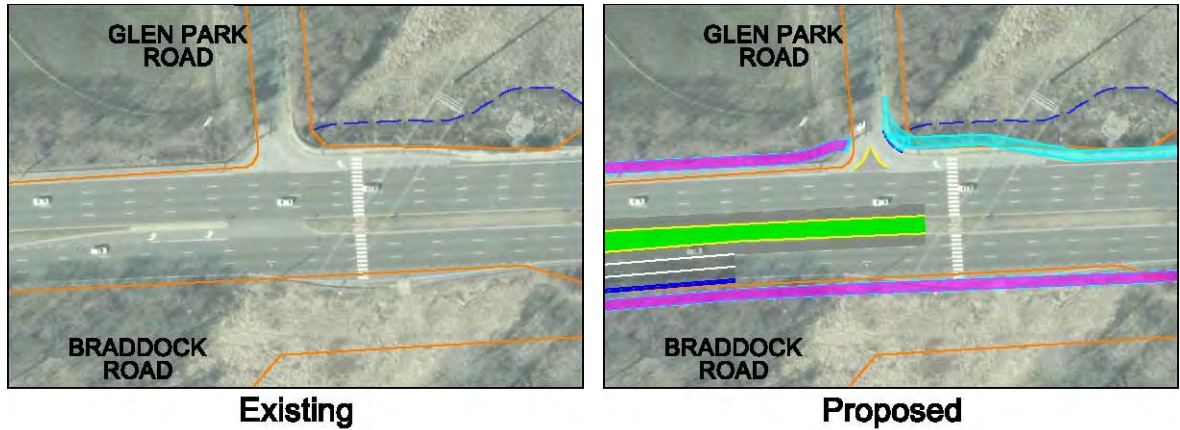 GLEN PARK
ROAD
BRADDOCK
ROAD
Existing
GLEN PARK
ROAD
BRADDOCK
ROAD
Proposed